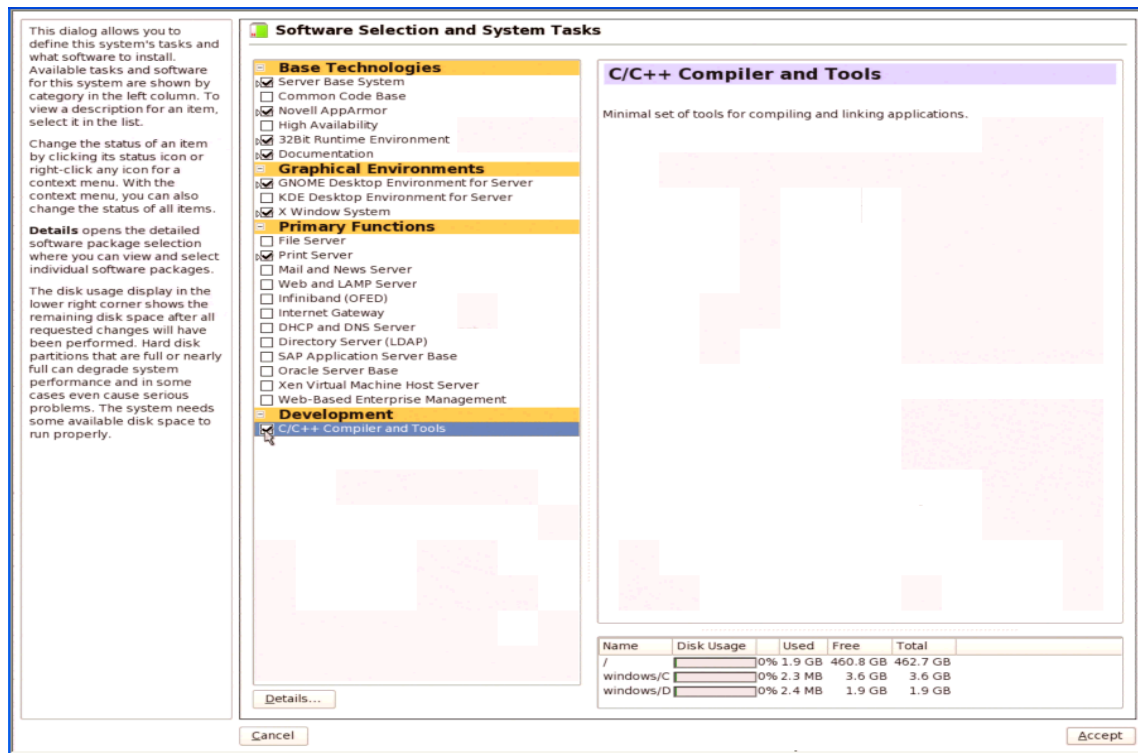 This dialog allows you to
define this system's tasks and
what software to install.
Available tasks and software
for this system are shown by
category in the left column. To
view a description for an item,
select it in the list.
Change the status of an item
by clicking its status icon or
right-click any icon for a
context menu. With the
context menu, you can also
change the status of all items.
Details opens the detailed
software package selection
where you can view and select
individual software packages.
The disk usage display in the
lower right corner shows the
remaining disk space after all
requested changes will have
been performed. Hard disk
partitions that are full or nearly
full can degrade system
performance and in some
cases even cause serious
problems. The system needs
some available disk space to
run properly.
Software Selection and System Tasks
Base Technologies
Server Base System
Common Code Base
Novell AppArmor
High Availability
32Bit Runtime Environment
Documentation
Graphical Environments
GNOME Desktop Environment for Server
KDE Desktop Environment for Server
X Window System
Primary Functions
File Server
Print Server
Mail and News Server
Web and LAMP Server
Infiniband (OFED)
Internet Gateway
DHCP and DNS Server
Directory Server (LDAP)
SAP Application Server Base
Oracle Server Base
Xen Virtual Machine Host Server
Web-Based Enterprise Management
Development
C/C++ Compiler and Tools
Details...
C/C++ Compiler and Tools
Minimal set of tools for compiling and linking applications.
Name Disk Usage Used Free Total
/ 0% 1.9 GB 460.8 GB 462.7 GB
windows/C 0% 2.3 MB 3.6 GB 3.6 GB
windows/D 0% 2.4 MB 1.9 GB 1.9 GB
Cancel
Accept